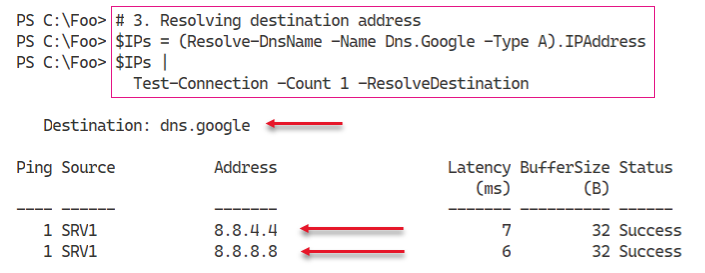 PS C:\Foo> # 3. Resolving destination address
PS C:\Foo> $IPs = (Resolve-DnsName -Name Dns.Google -Type A).IPAddress
PS C:\Foo> $IPs |
Test-Connection -Count 1 -ResolveDestination
Destination: dns.google
Ping Source Address Latency BufferSize Status
(ms) (B)
---- ------ ------- ------- ---------- ------
1 SRV1 8.8.4.4 7 32 Success
1 SRV1 8.8.8.8 6 32 Success